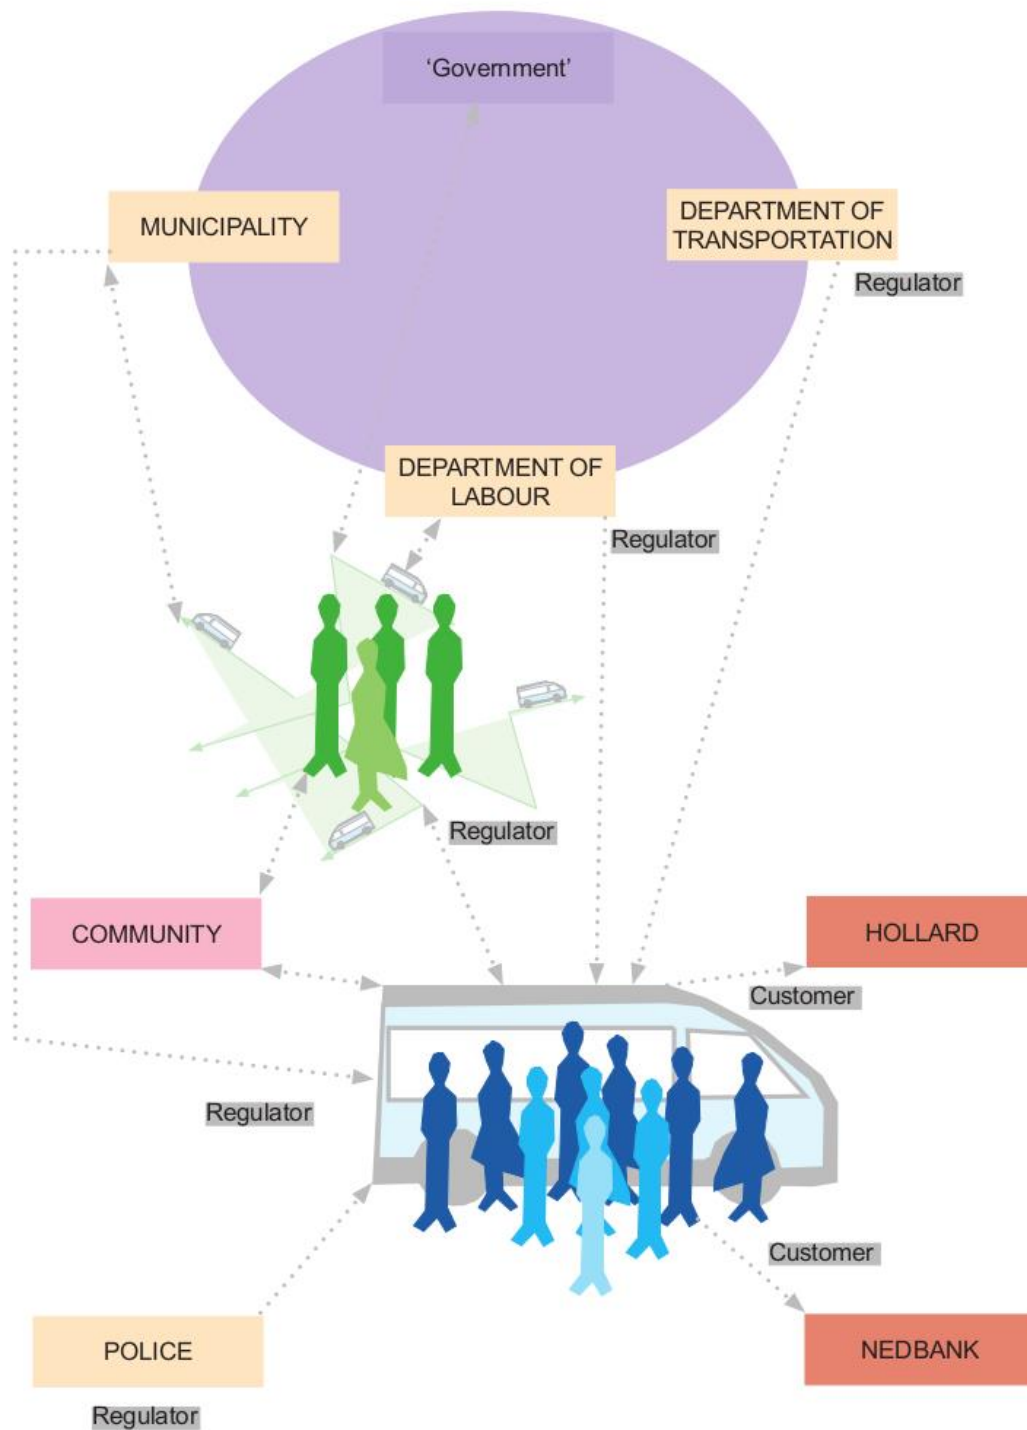 ‘Government’
MUNICIPALITY
DEPARTMENT OF
TRANSPORTATION
Regulator
DEPARTMENT OF
LABOUR
Regulator
Regulator
COMMUNITY
HOLLARD
Customer
Regulator
Customer
POLICE
NEDBANK
Regulator